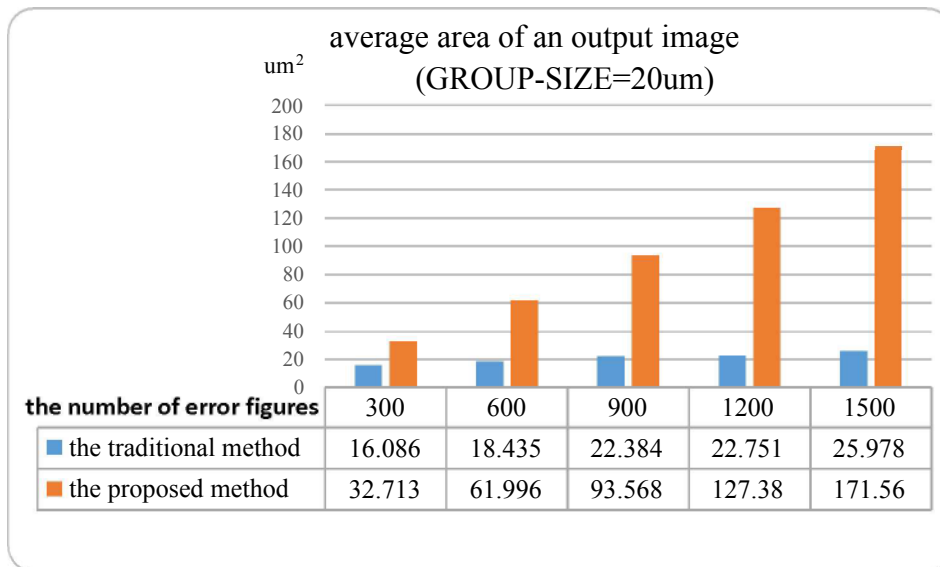 average area of an output image
(GROUP-SIZE=20um)
um²
200
180
160
140
120
100
80
60
40
20
0
the number of error figures 300 600 900 1200 1500
the traditional method 16.086 18.435 22.384 22.751 25.978
the proposed method 32.713 61.996 93.568 127.38 171.56